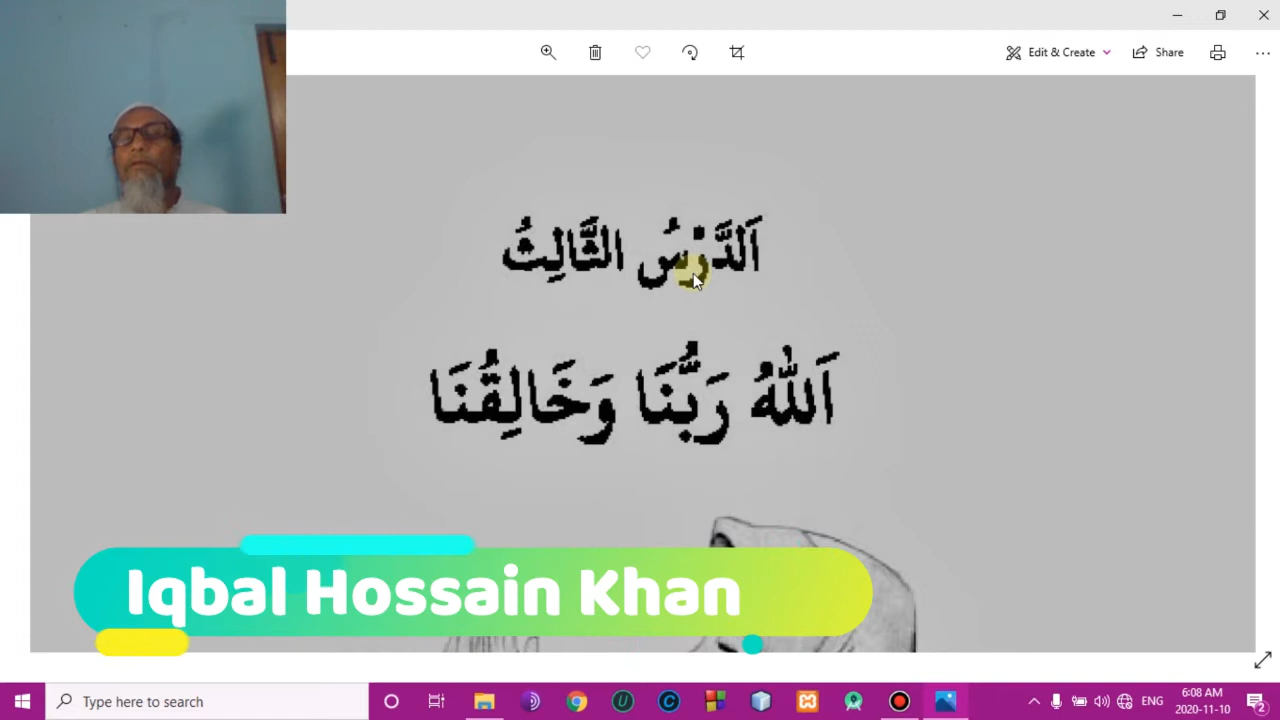 Edit & Create
Share
اَلدَّرْسُ الثَّالِثُ
اَللّٰهُ رَبُّنَا وَخَالِقُنَا
Iqbal Hossain Khan
Type here to search
ENG
6:08 AM
2020-11-10
2